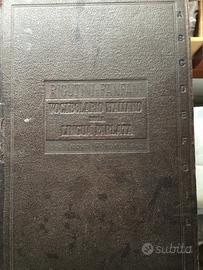 RIGUTINI-FANFANI
VOCABOLARIO ITALIANO
DELLA
LINGUA PARLATA
A
B
C
D
E
F
G
subito